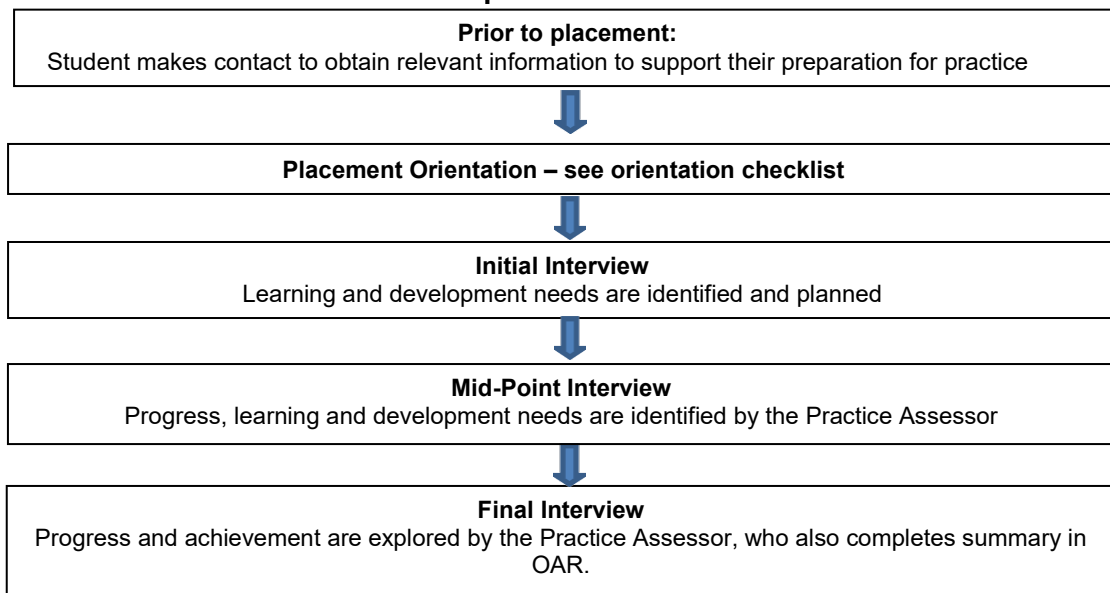 Prior to placement:
Student makes contact to obtain relevant information to support their preparation for practice
Placement Orientation – see orientation checklist
Initial Interview
Learning and development needs are identified and planned
Mid-Point Interview
Progress, learning and development needs are identified by the Practice Assessor
Final Interview
Progress and achievement are explored by the Practice Assessor, who also completes summary in
OAR.